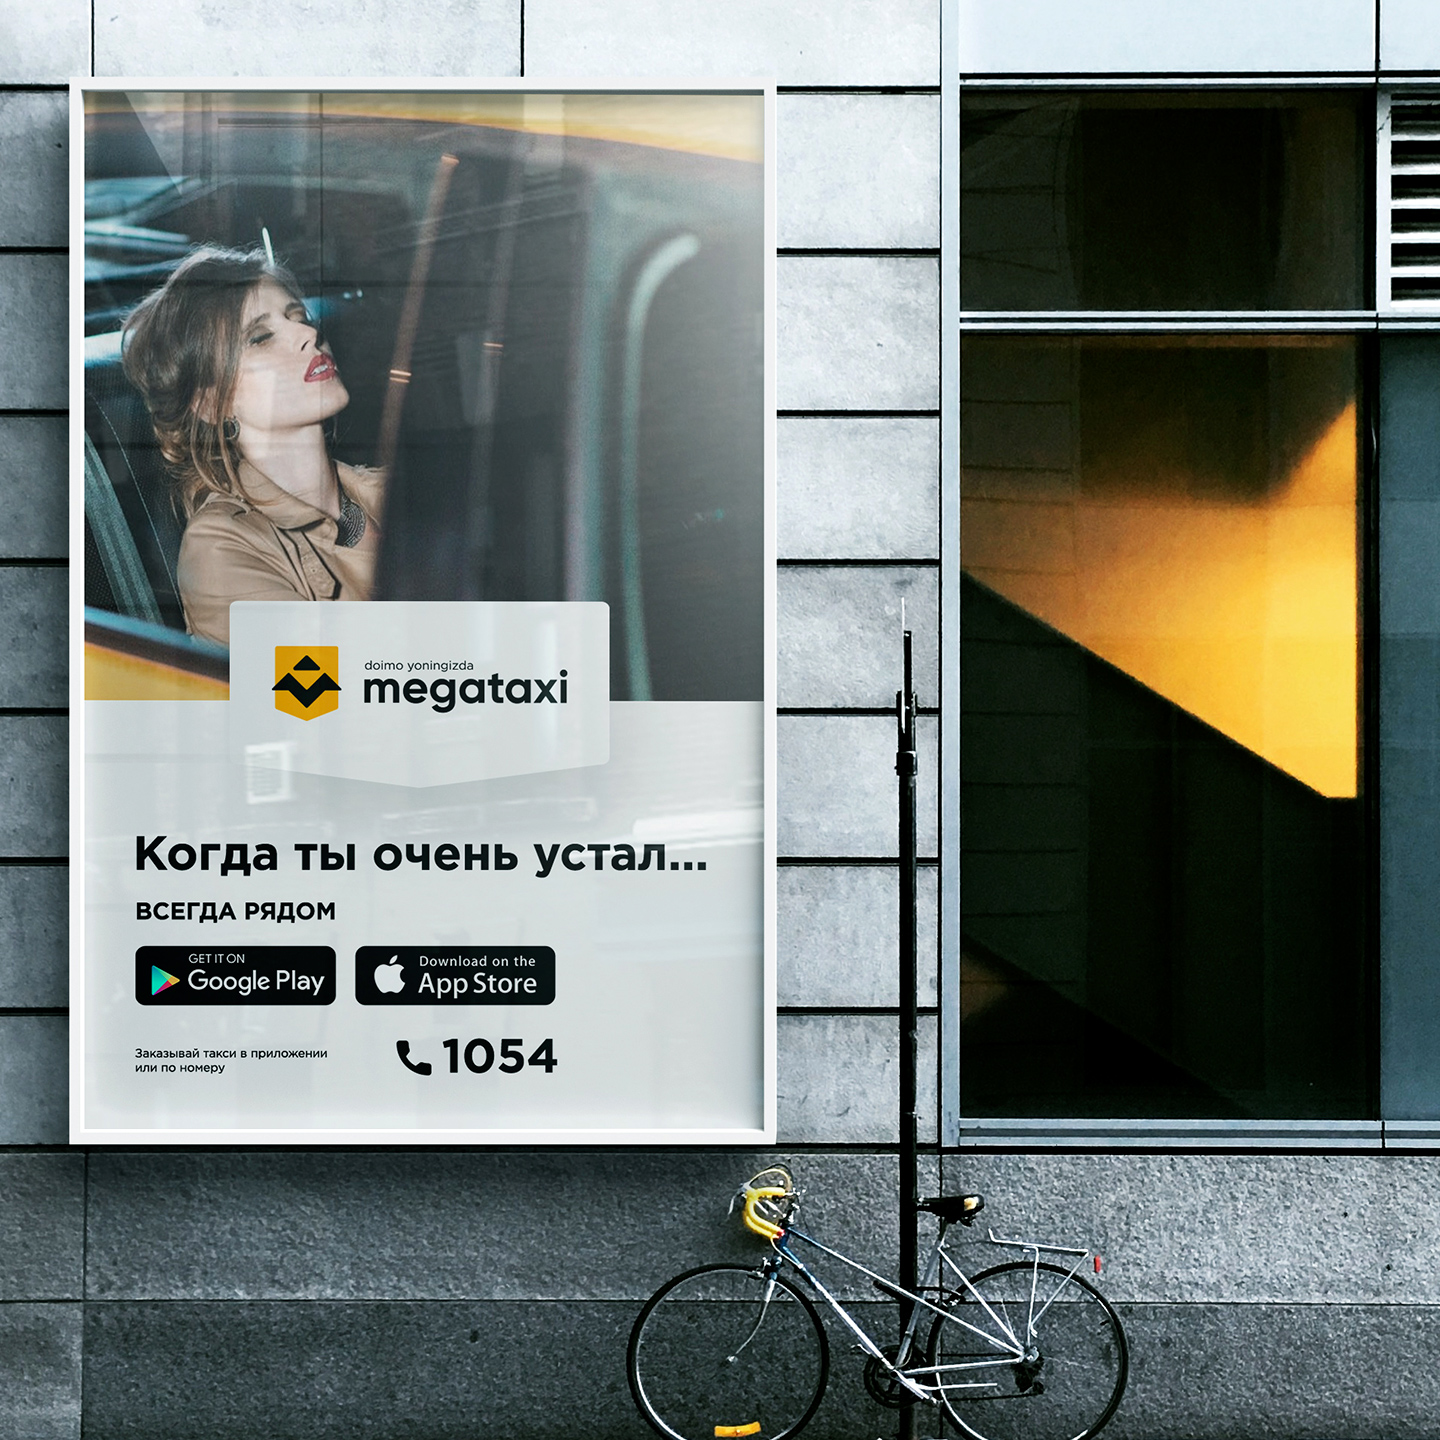 doimo yoningizda
megataxi
Когда ты очень устал...
ВСЕГДА РЯДОМ
GET IT ON
Google Play
Download on the
App Store
Заказывай такси в приложении
или по номеру
1054